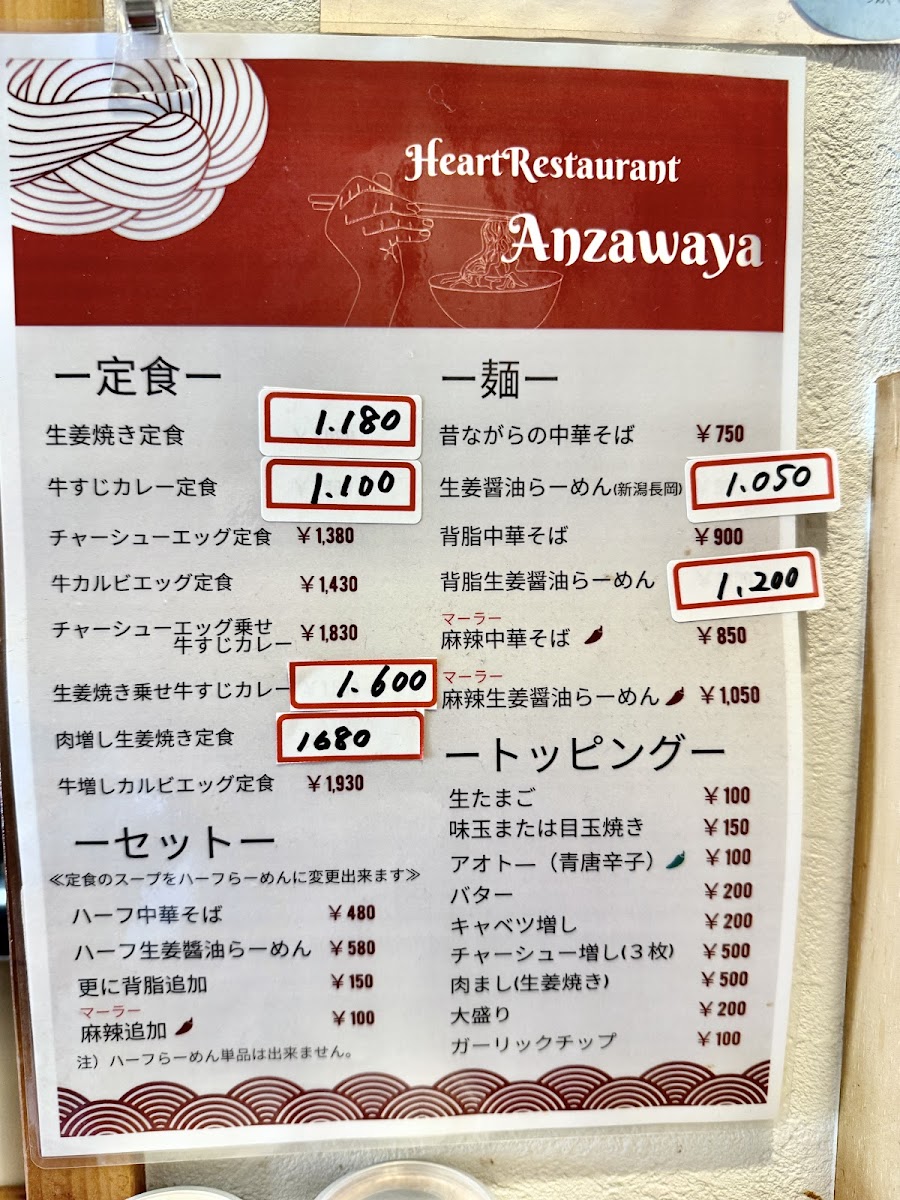 HeartRestaurant
Anzawaya
ー定食ー
生姜焼き定食 1.180
牛すじカレー定食 1.100
チャーシューエッグ定食 ￥1,380
牛カルビエッグ定食 ￥1,430
チャーシューエッグ乗せ
牛すじカレー ￥1,830
生姜焼き乗せ牛すじカレー 1.600
肉増し生姜焼き定食 1680
牛増しカルビエッグ定食 ￥1,930
ーセットー
≪定食のスープをハーフらーめんに変更出来ます≫
ハーフ中華そば ￥480
ハーフ生姜醤油らーめん ￥580
更に背脂追加 ￥150
マーラー
麻辣追加 ￥100
注）ハーフらーめん単品は出来ません。
ー麺ー
昔ながらの中華そば ￥750
生姜醤油らーめん(新潟長岡) 1.050
背脂中華そば ￥900
背脂生姜醤油らーめん 1.200
マーラー
麻辣中華そば ￥850
マーラー
麻辣生姜醤油らーめん ￥1,050
ートッピングー
生たまご ￥100
味玉または目玉焼き ￥150
アオトー（青唐辛子） ￥100
バター ￥200
キャベツ増し ￥200
チャーシュー増し(３枚) ￥500
肉まし(生姜焼き) ￥500
大盛り ￥200
ガーリックチップ ￥100